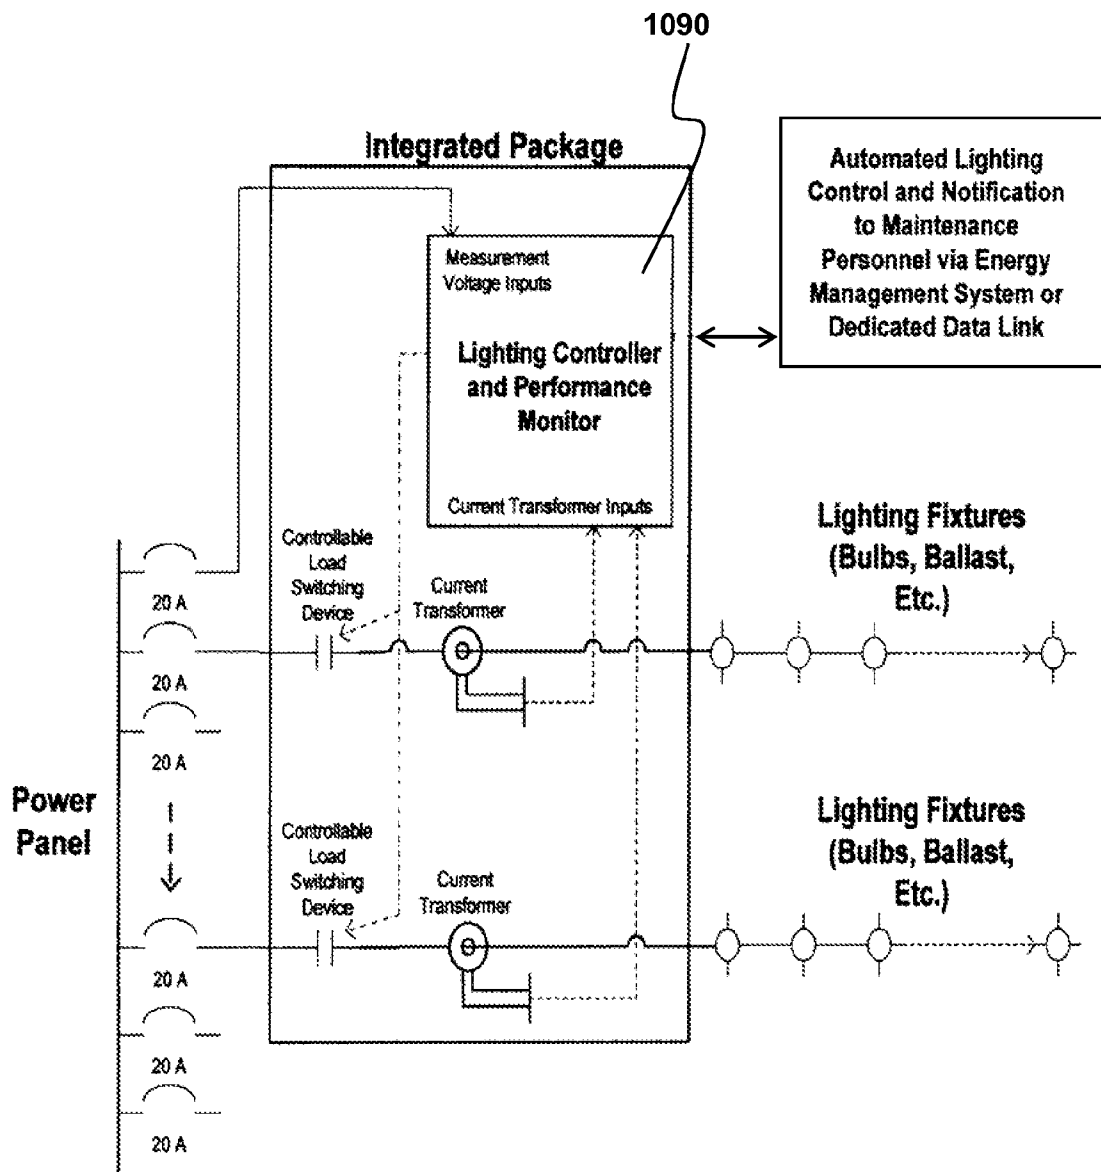 1090
Integrated Package
Automated Lighting
Control and Notification
to Maintenance
Personnel via Energy
Management System or
Dedicated Data Link
Measurement
Voltage Inputs
Lighting Controller
and Performance
Monitor
Current Transformer Inputs
Controllable
Load
Switching
Device
Current
Transformer
Lighting Fixtures
(Bulbs, Ballast,
Etc.)
20 A
20 A
20 A
Power
Panel
Controllable
Load
Switching
Device
Current
Transformer
Lighting Fixtures
(Bulbs, Ballast,
Etc.)
20 A
20 A
20 A